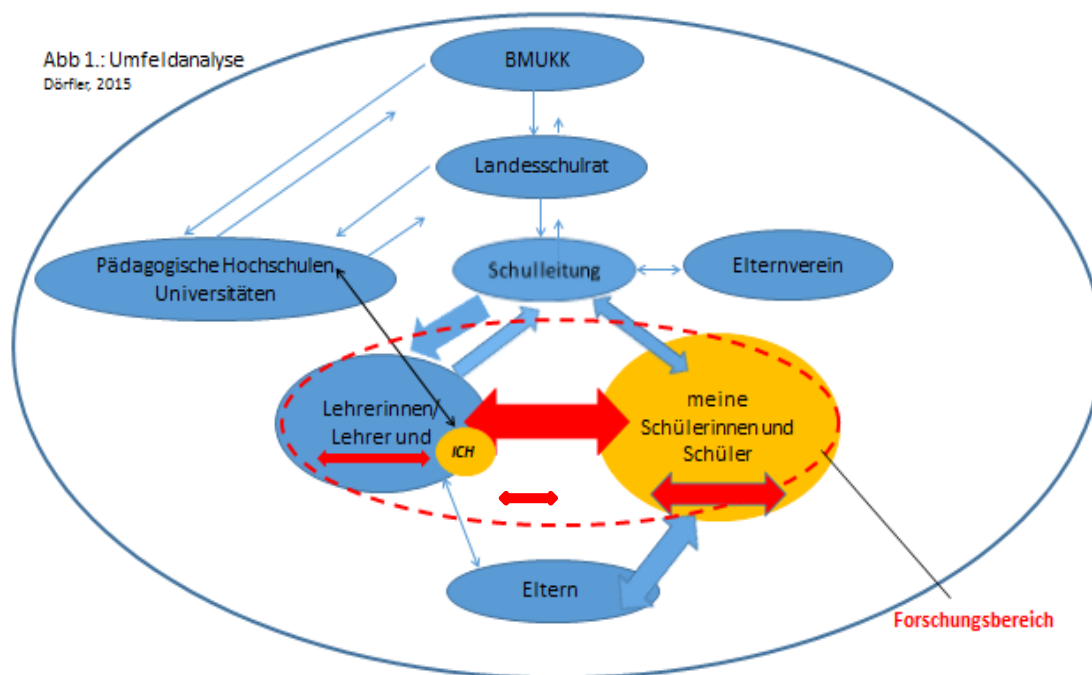 Abb 1.: Umfeldanalyse
Dörfler, 2015
BMUKK
Landesschulrat
Pädagogische Hochschulen
Universitäten
Schulleitung
Elternverein
Lehrerinnen/
Lehrer und
ICH
meine
Schülerinnen und
Schüler
Eltern
Forschungsbereich